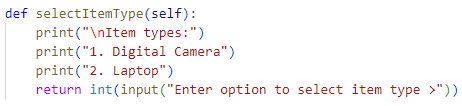 def selectItemType(self):
    print("\nItem types:")
    print("1. Digital Camera")
    print("2. Laptop")
    return int(input("Enter option to select item type >"))